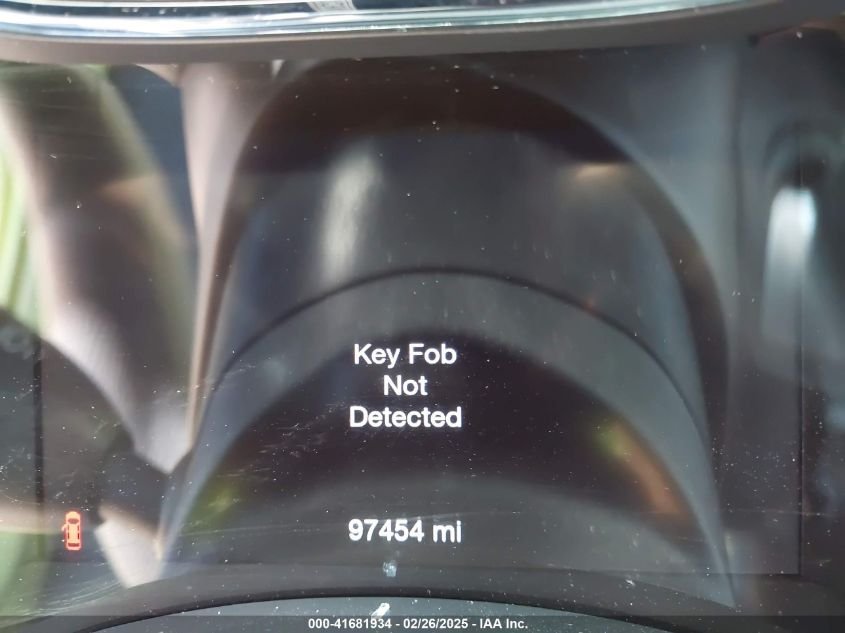 Key Fob
Not
Detected
97454 mi
000-41681934 - 02/26/2025 - IAA Inc.